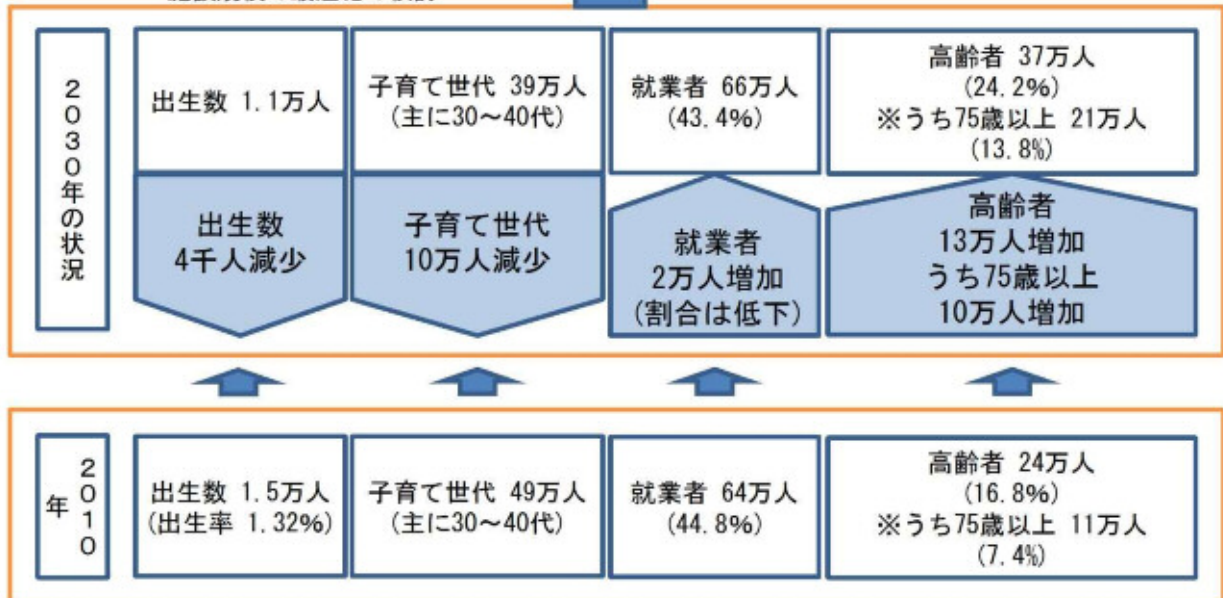 2030年の状況
出生数 1.1万人
子育て世代 39万人
(主に30～40代)
就業者 66万人
(43.4%)
高齢者 37万人
(24.2%)
※うち75歳以上 21万人
(13.8%)
出生数
4千人減少
子育て世代
10万人減少
就業者
2万人増加
(割合は低下)
高齢者
13万人増加
うち75歳以上
10万人増加
2010
年
出生数 1.5万人
(出生率 1.32%)
子育て世代 49万人
(主に30～40代)
就業者 64万人
(44.8%)
高齢者 24万人
(16.8%)
※うち75歳以上 11万人
(7.4%)